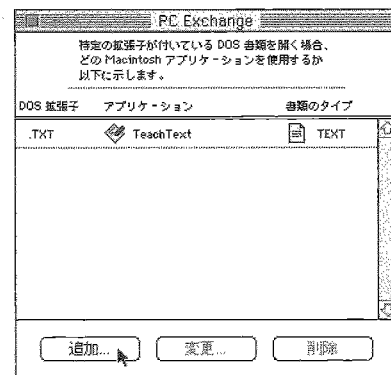 PC Exchange
特定の拡張子が付いている DOS 書類を開く場合、
どの Macintosh アプリケーションを使用するか
以下に示します。
DOS 拡張子 アプリケーション 書類のタイプ
.TXT TeachText TEXT
追加... 変更... 削除